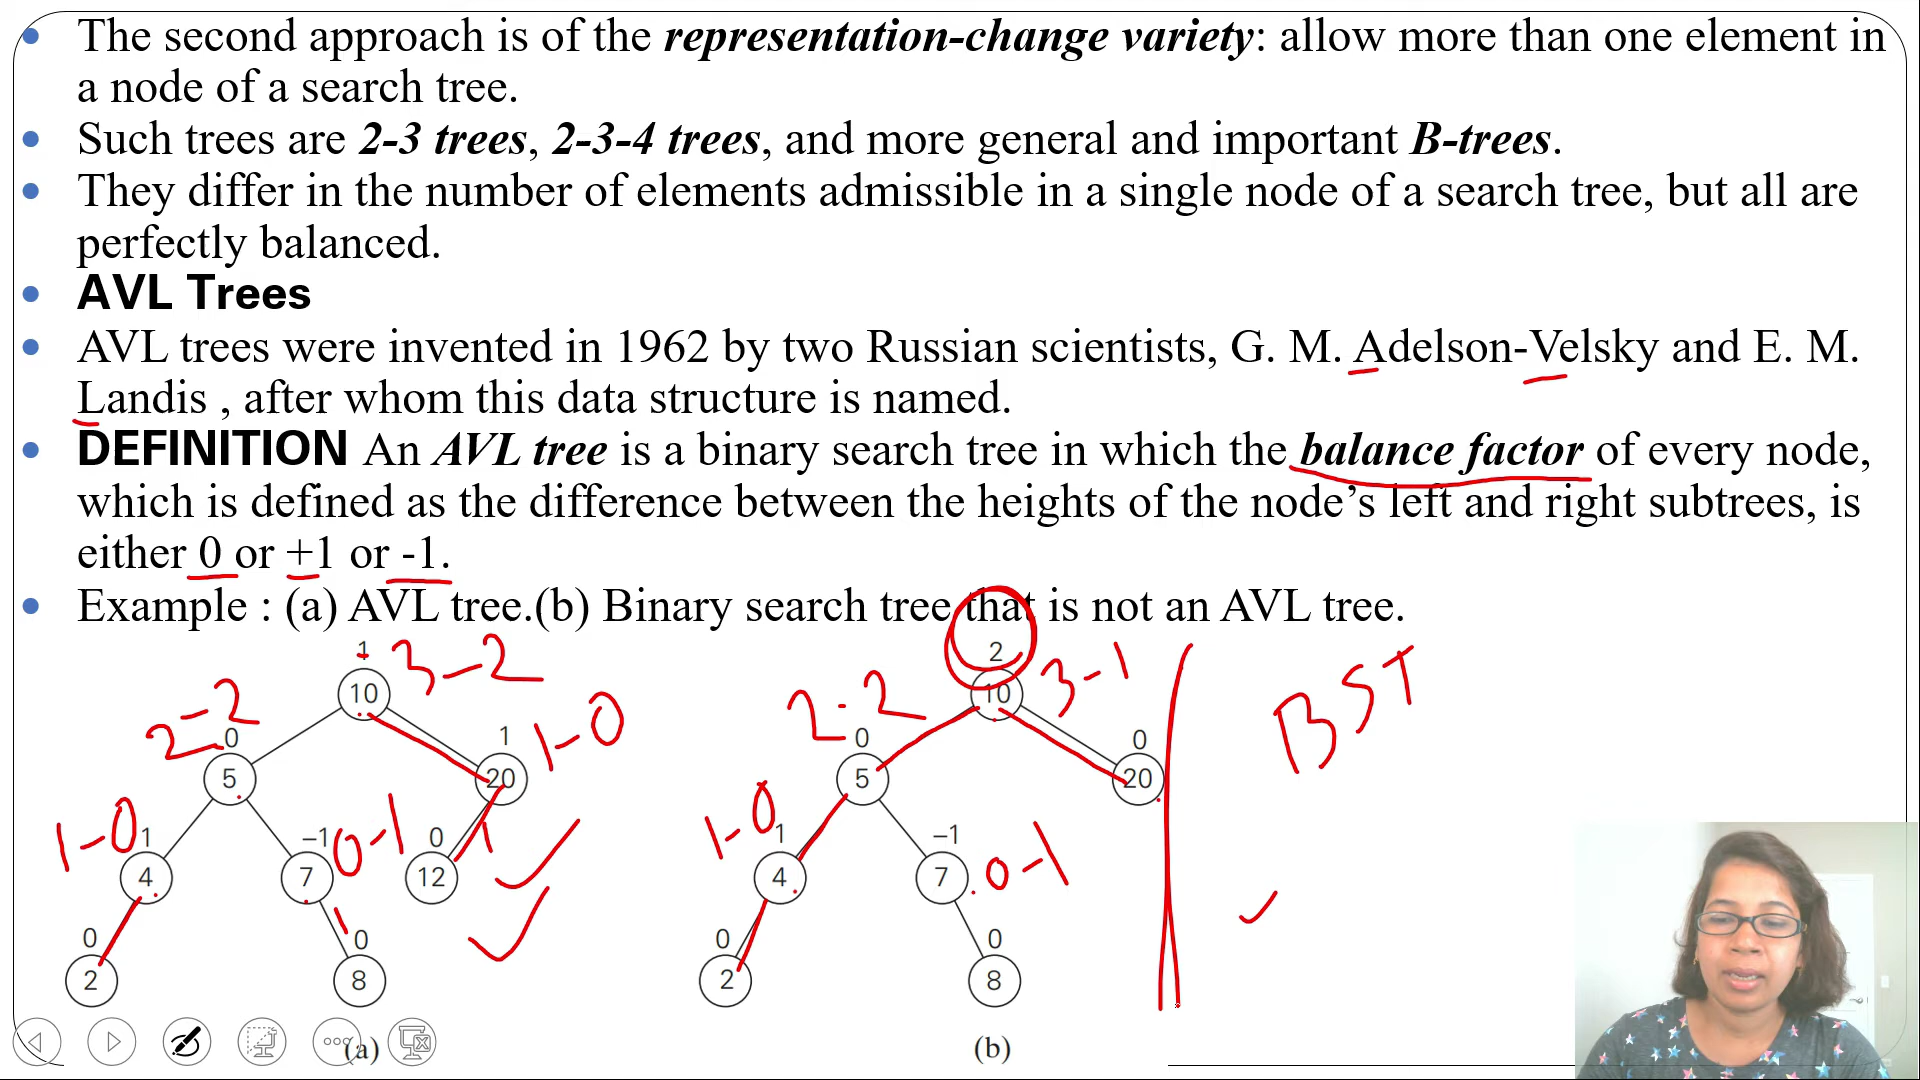 The second approach is of the representation-change variety: allow more than one element in
a node of a search tree.
Such trees are 2-3 trees, 2-3-4 trees, and more general and important B-trees.
They differ in the number of elements admissible in a single node of a search tree, but all are
perfectly balanced.
AVL Trees
AVL trees were invented in 1962 by two Russian scientists, G. M. Adelson-Velsky and E. M.
Landis , after whom this data structure is named.
DEFINITION An AVL tree is a binary search tree in which the balance factor of every node,
which is defined as the difference between the heights of the node’s left and right subtrees, is
either 0 or +1 or -1.
Example : (a) AVL tree.(b) Binary search tree that is not an AVL tree.
1 3-2
10
2-2 0
5
1 1-0
20
1-0 1
4
-1 0-1
7
0 1
12
0
2
1 0
8
(a)
2 3-1
10
2-2 0
5
0
20
1-0 1
4
-1 0-1
7
0
2
0
8
(b)
BST